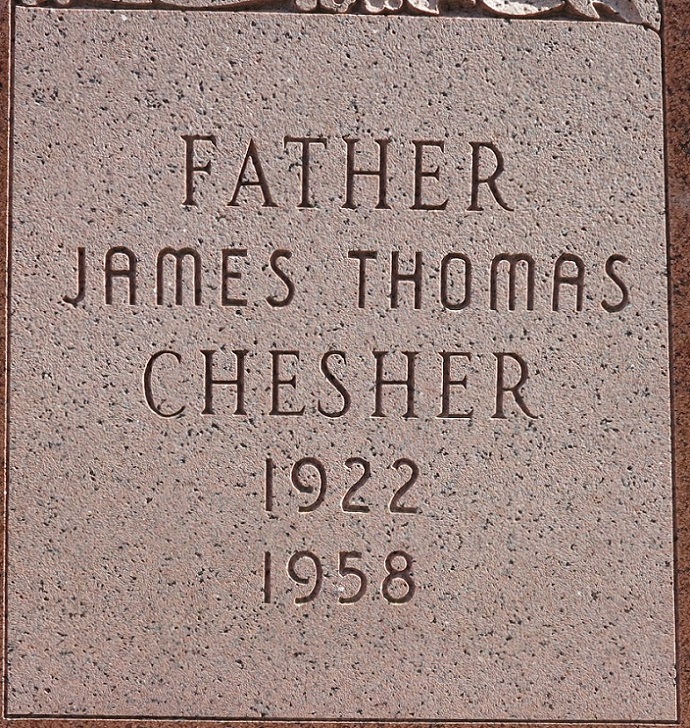 FATHER
JAMES THOMAS
CHESHER
1922
1958